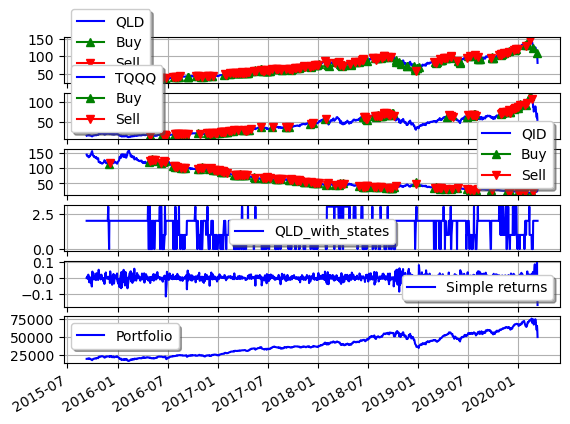 QLD
Buy
Sell
150
100
50
TQQQ
Buy
Sell
100
50
QID
Buy
Sell
150
100
50
2.5
0.0
QLD_with_states
0.1
0.0
−0.1
Simple returns
75000
50000
25000
Portfolio
2015-07
2016-01
2016-07
2017-01
2017-07
2018-01
2018-07
2019-01
2019-07
2020-01